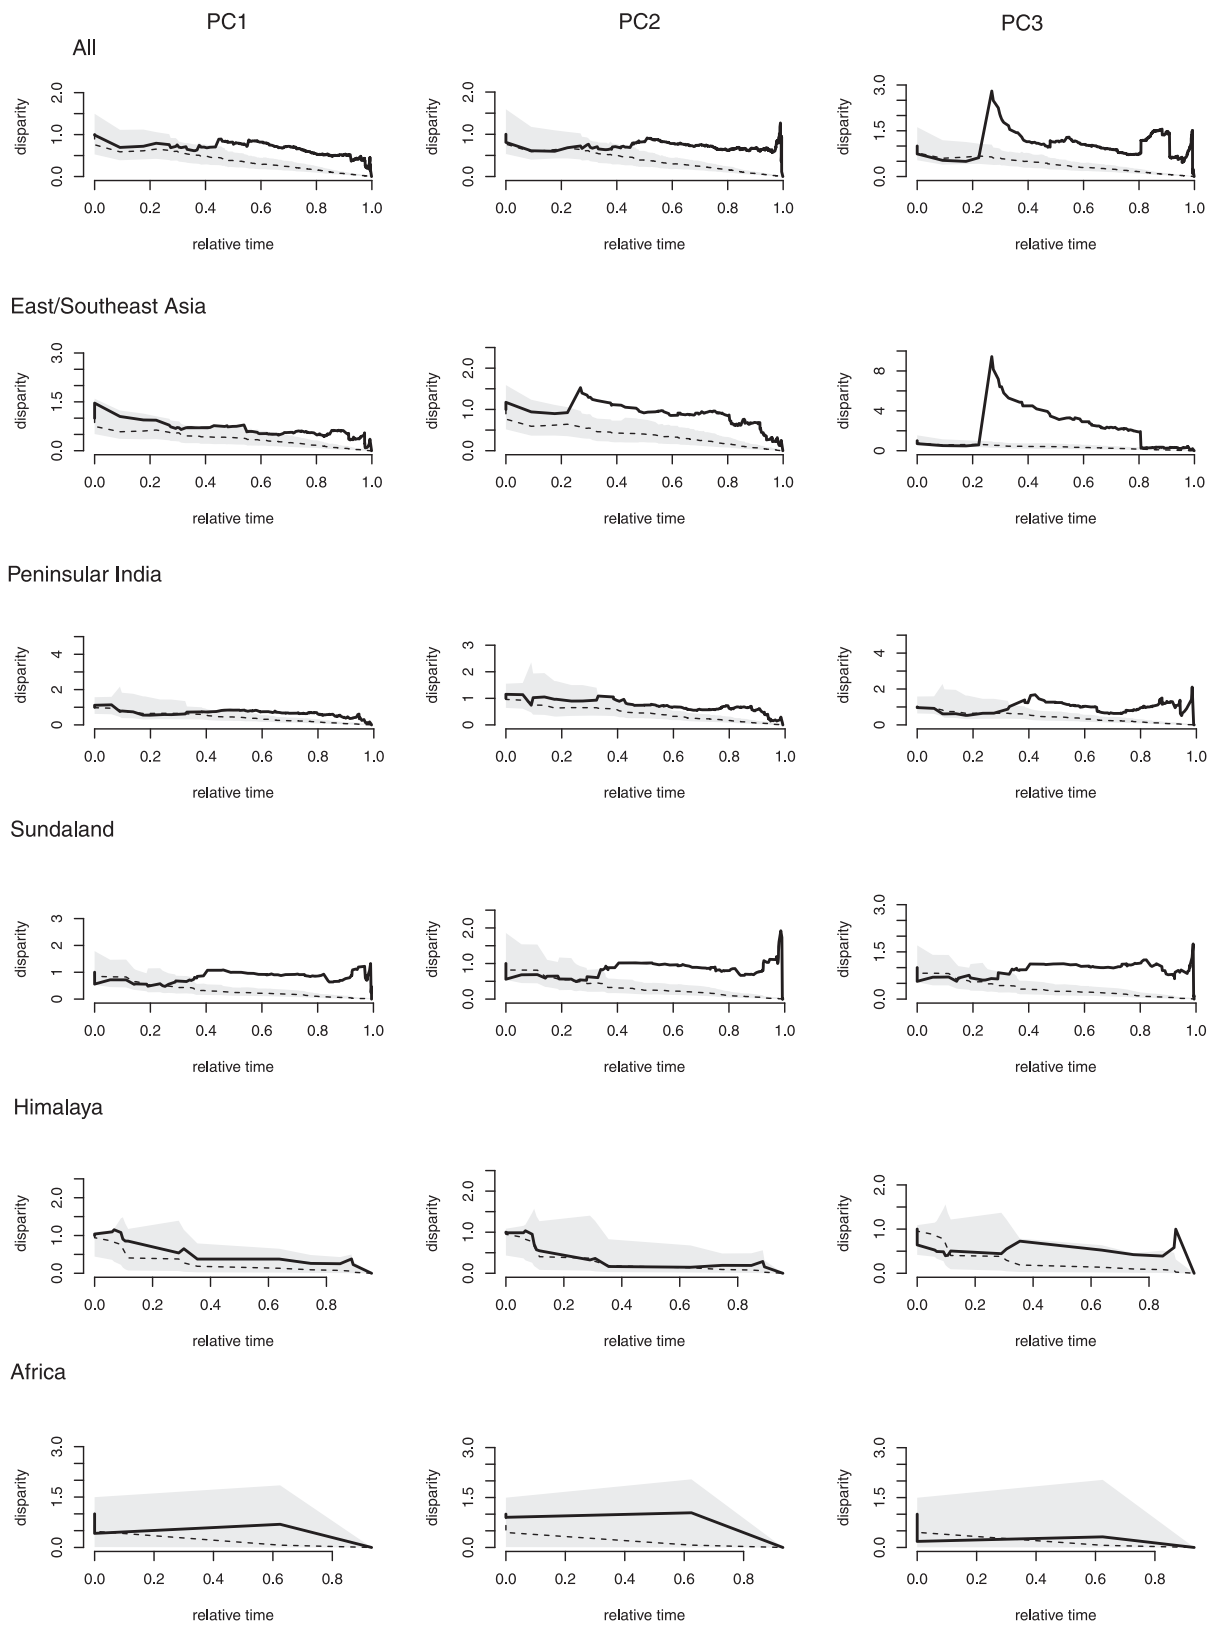 PC1 PC2 PC3
All
disparity 0.0 1.0 2.0 disparity 0.0 1.0 2.0 disparity 0.0 1.5 3.0
0.0 0.2 0.4 0.6 0.8 1.0 0.0 0.2 0.4 0.6 0.8 1.0 0.0 0.2 0.4 0.6 0.8 1.0
relative time relative time relative time
East/Southeast Asia
disparity 0.0 1.5 3.0 disparity 0.0 1.0 2.0 disparity 0 4 8
0.0 0.2 0.4 0.6 0.8 1.0 0.0 0.2 0.4 0.6 0.8 1.0 0.0 0.2 0.4 0.6 0.8 1.0
relative time relative time relative time
Peninsular India
disparity 0 2 4 disparity 0 1 2 3 disparity 0 2 4
0.0 0.2 0.4 0.6 0.8 1.0 0.0 0.2 0.4 0.6 0.8 1.0 0.0 0.2 0.4 0.6 0.8 1.0
relative time relative time relative time
Sundaland
disparity 0 1 2 3 disparity 0.0 1.0 2.0 disparity 0.0 1.5 3.0
0.0 0.2 0.4 0.6 0.8 1.0 0.0 0.2 0.4 0.6 0.8 1.0 0.0 0.2 0.4 0.6 0.8 1.0
relative time relative time relative time
Himalaya
disparity 0.0 1.0 2.0 disparity 0.0 1.0 2.0 disparity 0.0 1.0 2.0
0.0 0.2 0.4 0.6 0.8 0.0 0.2 0.4 0.6 0.8 0.0 0.2 0.4 0.6 0.8
relative time relative time relative time
Africa
disparity 0.0 1.5 3.0 disparity 0.0 1.5 3.0 disparity 0.0 1.5 3.0
0.0 0.2 0.4 0.6 0.8 0.0 0.2 0.4 0.6 0.8 0.0 0.2 0.4 0.6 0.8
relative time relative time relative time